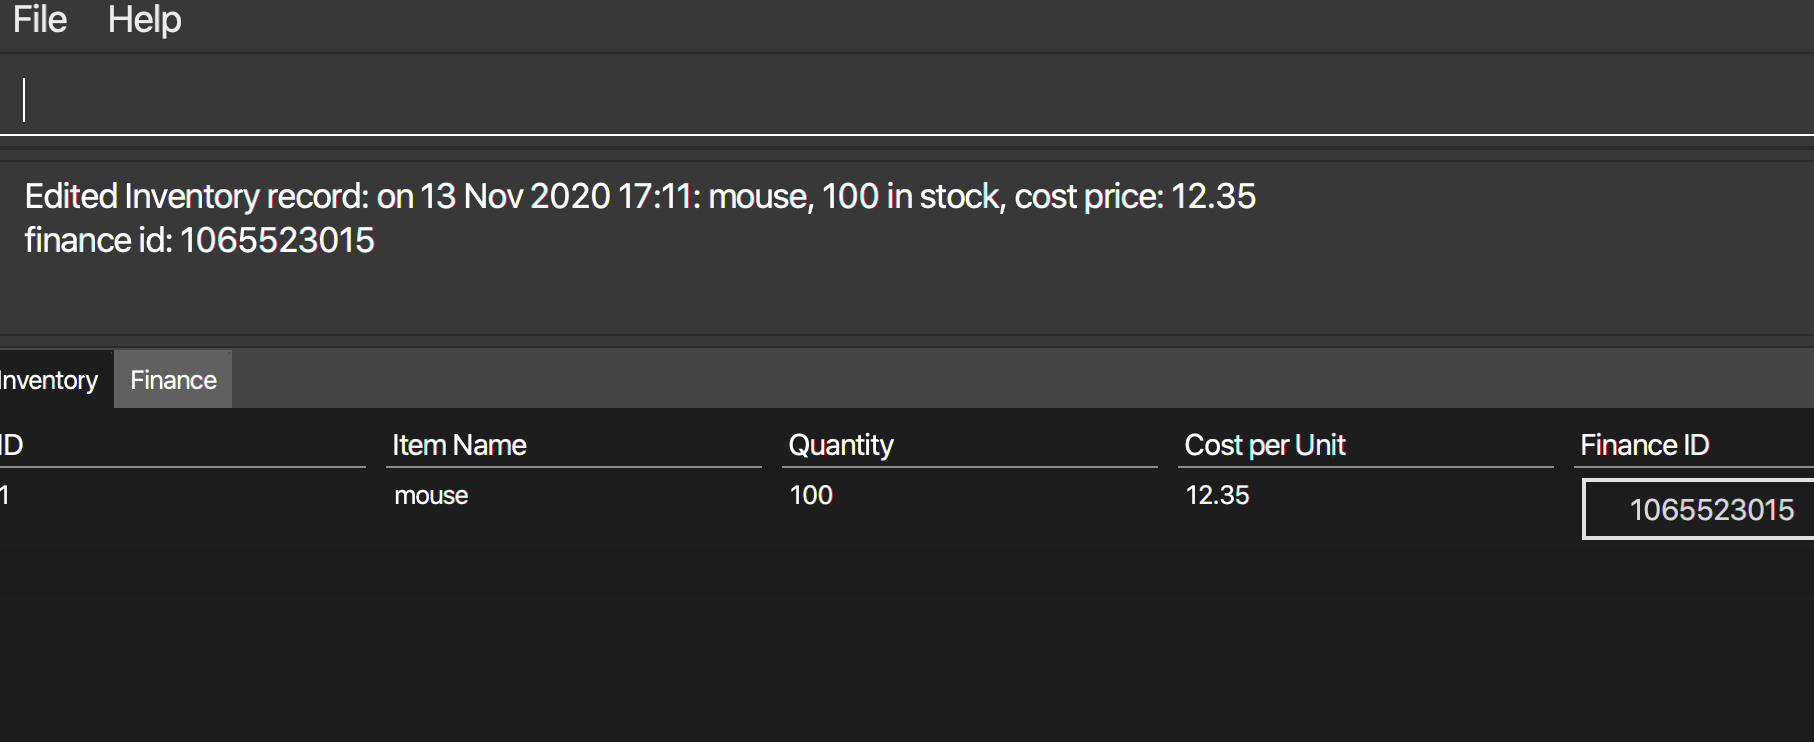 File Help
Edited Inventory record: on 13 Nov 2020 17:11: mouse, 100 in stock, cost price: 12.35
finance id: 1065523015
Inventory Finance
ID Item Name Quantity Cost per Unit Finance ID
1 mouse 100 12.35 1065523015